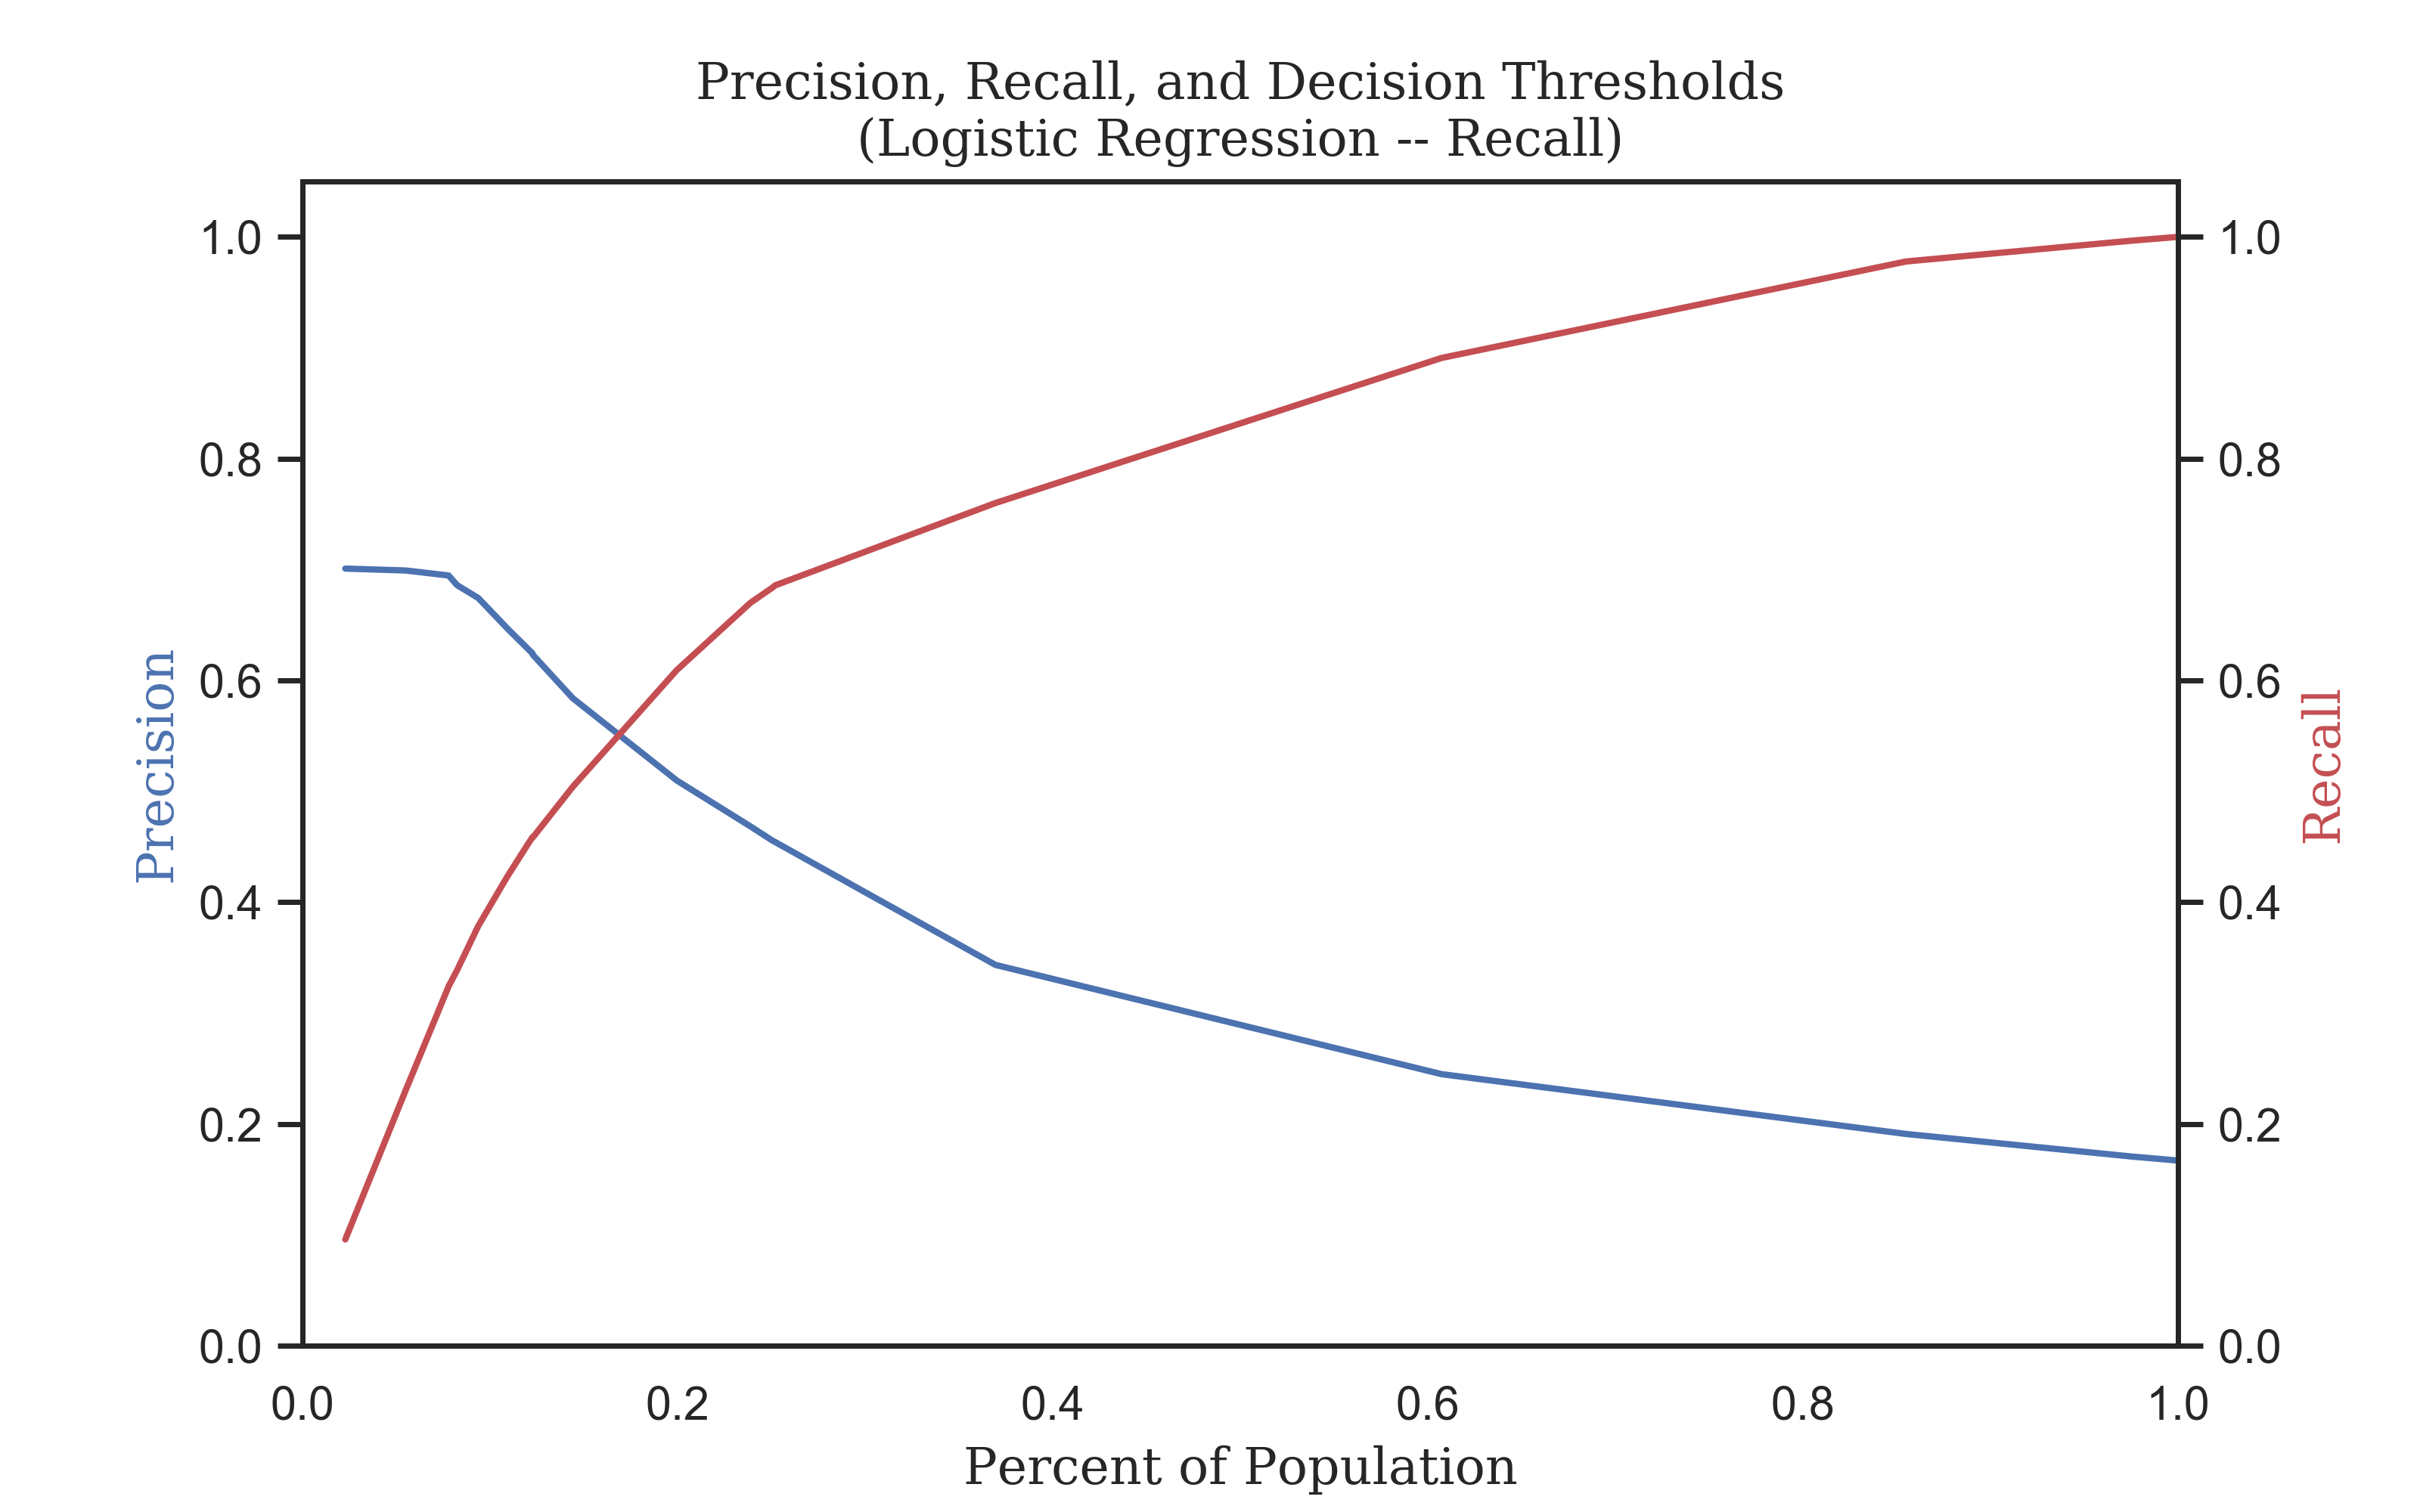 Precision, Recall, and Decision Thresholds
(Logistic Regression -- Recall)
1.0
0.8
0.6
0.4
0.2
0.0
Precision
1.0
0.8
0.6
0.4
0.2
0.0
Recall
0.0 0.2 0.4 0.6 0.8 1.0
Percent of Population